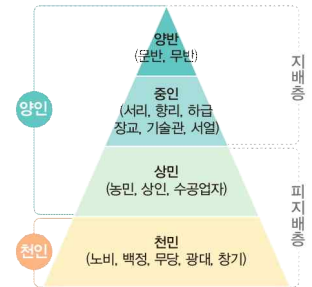 양반
(문반, 무반)
중인
(서리, 향리, 하급
장교, 기술관, 서얼)
상민
(농민, 상인, 수공업자)
천민
(노비, 백정, 무당, 광대, 창기)
양인
천인
지배층
피지배층